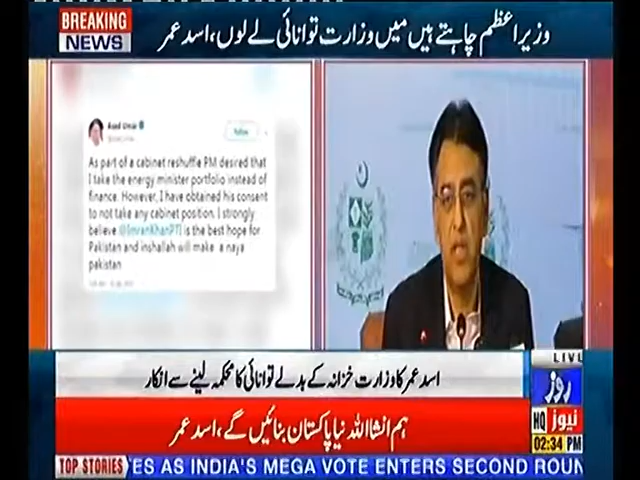 BREAKING
NEWS
وزیراعظم چاہتے ہیں میں وزارت توانائی لے لوں، اسد عمر
Asad Umar
Follow
As part of a cabinet reshuffle PM desired that
I take the energy minister portfolio instead of
finance. However, I have obtained his consent
to not take any cabinet position. I strongly
believe @ImranKhanPTI is the best hope for
Pakistan and inshallah will make a naya
pakistan
اسد عمر کا وزارت خزانہ کے بدلے توانائی کا محکمہ لینے سے انکار
ہم انشااللہ نیا پاکستان بنائیں گے، اسد عمر
LIVE
روز
HQ نیوز
02:34 PM
TOP STORIES
ES AS INDIA'S MEGA VOTE ENTERS SECOND ROUN